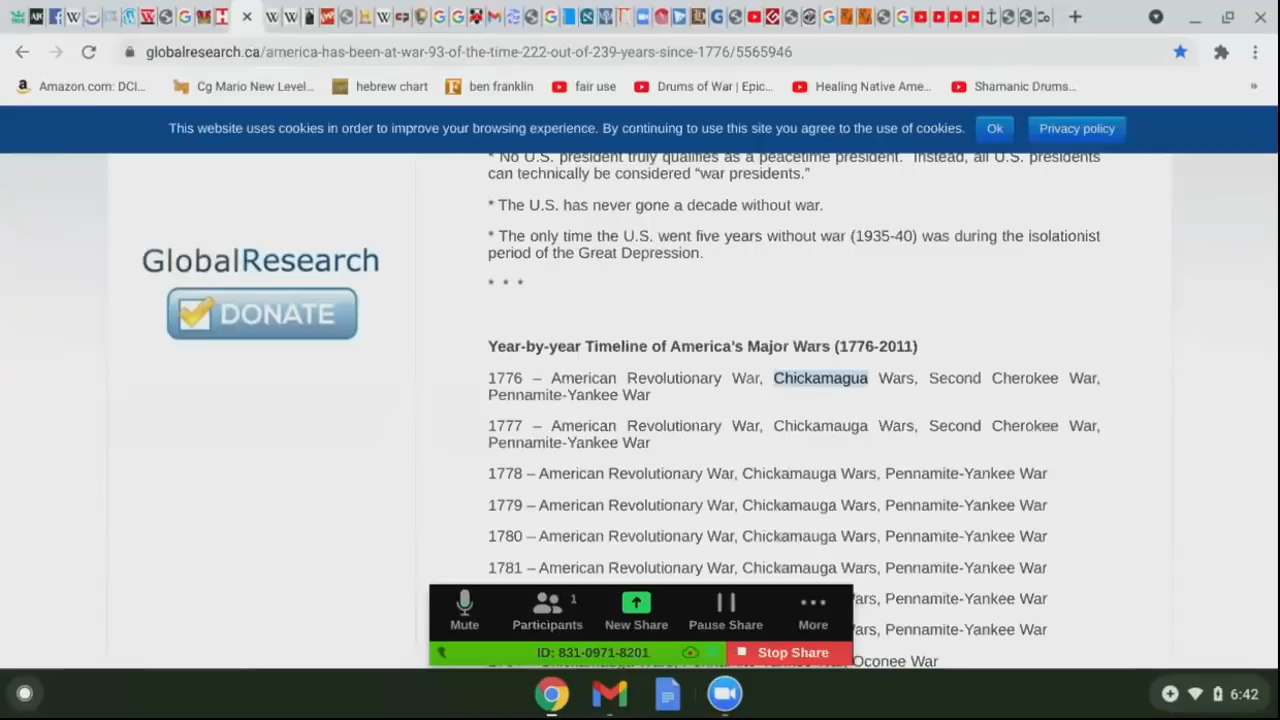 globalresearch.ca/america-has-been-at-war-93-of-the-time-222-out-of-239-years-since-1776/5565946
Amazon.com: DCI... Cg Mario New Level... hebrew chart ben franklin fair use Drums of War | Epic... Healing Native Ame... Shamanic Drums... »
This website uses cookies in order to improve your browsing experience. By continuing to use this site you agree to the use of cookies. Ok Privacy policy
* No U.S. president truly qualifies as a peacetime president. Instead, all U.S. presidents
can technically be considered “war presidents.”
* The U.S. has never gone a decade without war.
* The only time the U.S. went five years without war (1935-40) was during the isolationist
period of the Great Depression.
* * *
GlobalResearch
DONATE
Year-by-year Timeline of America’s Major Wars (1776-2011)
1776 – American Revolutionary War, Chickamagua Wars, Second Cherokee War,
Pennamite-Yankee War
1777 – American Revolutionary War, Chickamauga Wars, Second Cherokee War,
Pennamite-Yankee War
1778 – American Revolutionary War, Chickamauga Wars, Pennamite-Yankee War
1779 – American Revolutionary War, Chickamauga Wars, Pennamite-Yankee War
1780 – American Revolutionary War, Chickamauga Wars, Pennamite-Yankee War
1781 – American Revolutionary War, Chickamauga Wars, Pennamite-Yankee War
Pennamite-Yankee War
Pennamite-Yankee War
Oconee War
1
Mute Participants New Share Pause Share More
ID: 831-0971-8201 Stop Share
6:42